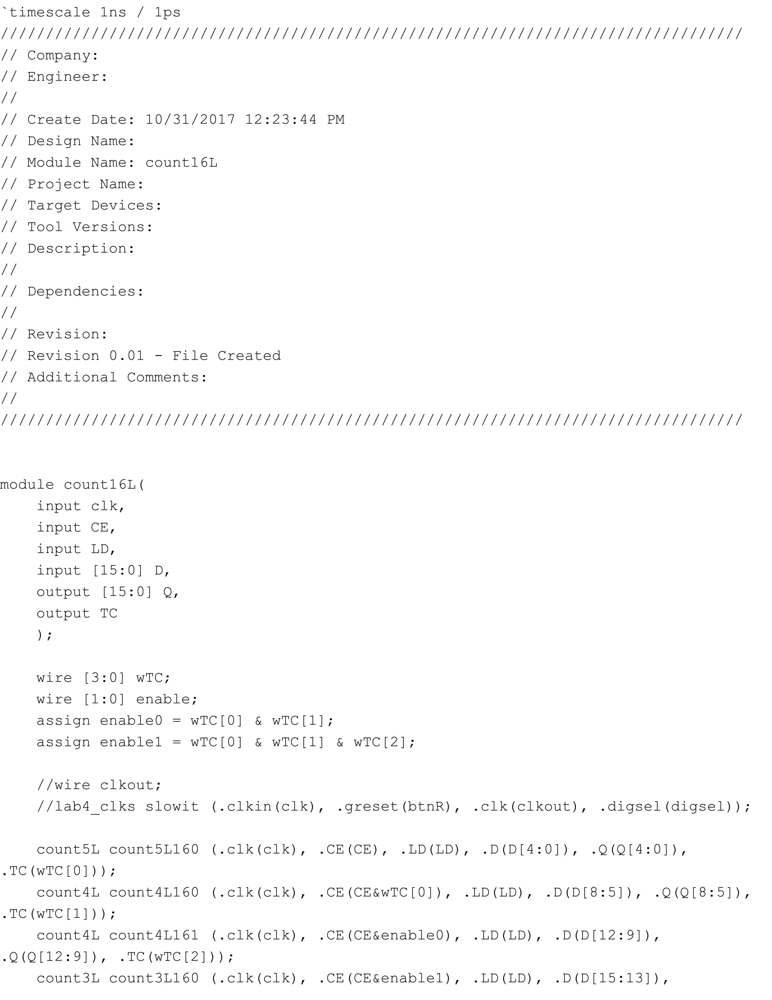 `timescale 1ns / 1ps
//////////////////////////////////////////////////////////////////////////////////
// Company:
// Engineer:
//
// Create Date: 10/31/2017 12:23:44 PM
// Design Name:
// Module Name: count16L
// Project Name:
// Target Devices:
// Tool Versions:
// Description:
//
// Dependencies:
//
// Revision:
// Revision 0.01 - File Created
// Additional Comments:
//
//////////////////////////////////////////////////////////////////////////////////
module count16L(
    input clk,
    input CE,
    input LD,
    input [15:0] D,
    output [15:0] Q,
    output TC
    );
    wire [3:0] wTC;
    wire [1:0] enable;
    assign enable0 = wTC[0] & wTC[1];
    assign enable1 = wTC[0] & wTC[1] & wTC[2];
    //wire clkout;
    //lab4_clks slowit (.clkin(clk), .greset(btnR), .clk(clkout), .digsel(digsel));
    count5L count5L160 (.clk(clk), .CE(CE), .LD(LD), .D(D[4:0]), .Q(Q[4:0]),
.TC(wTC[0]));
    count4L count4L160 (.clk(clk), .CE(CE&wTC[0]), .LD(LD), .D(D[8:5]), .Q(Q[8:5]),
.TC(wTC[1]));
    count4L count4L161 (.clk(clk), .CE(CE&enable0), .LD(LD), .D(D[12:9]),
.Q(Q[12:9]), .TC(wTC[2]));
    count3L count3L160 (.clk(clk), .CE(CE&enable1), .LD(LD), .D(D[15:13]),